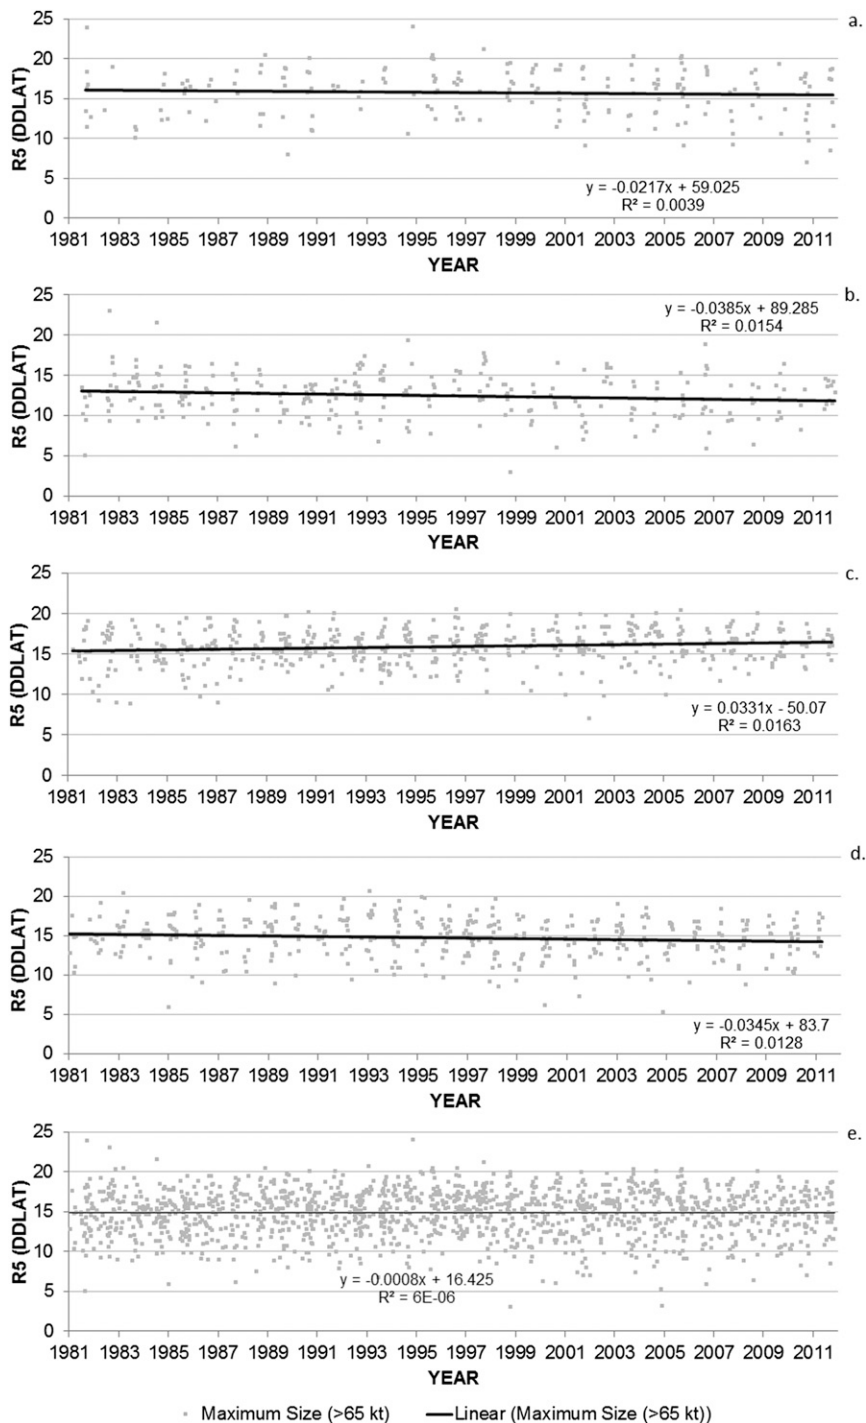 a.
25
20
15
10
5
0
R5 (DDLAT)
y = -0.0217x + 59.025
R² = 0.0039
1981 1983 1985 1987 1989 1991 1993 1995 1997 1999 2001 2003 2005 2007 2009 2011
YEAR
b.
25
20
15
10
5
0
R5 (DDLAT)
y = -0.0385x + 89.285
R² = 0.0154
1981 1983 1985 1987 1989 1991 1993 1995 1997 1999 2001 2003 2005 2007 2009 2011
YEAR
c.
25
20
15
10
5
0
R5 (DDLAT)
y = 0.0331x - 50.07
R² = 0.0163
1981 1983 1985 1987 1989 1991 1993 1995 1997 1999 2001 2003 2005 2007 2009 2011
YEAR
d.
25
20
15
10
5
0
R5 (DDLAT)
y = -0.0345x + 83.7
R² = 0.0128
1981 1983 1985 1987 1989 1991 1993 1995 1997 1999 2001 2003 2005 2007 2009 2011
YEAR
e.
25
20
15
10
5
0
R5 (DDLAT)
y = -0.0008x + 16.425
R² = 6E-06
1981 1983 1985 1987 1989 1991 1993 1995 1997 1999 2001 2003 2005 2007 2009 2011
YEAR
Maximum Size (>65 kt) Linear (Maximum Size (>65 kt))